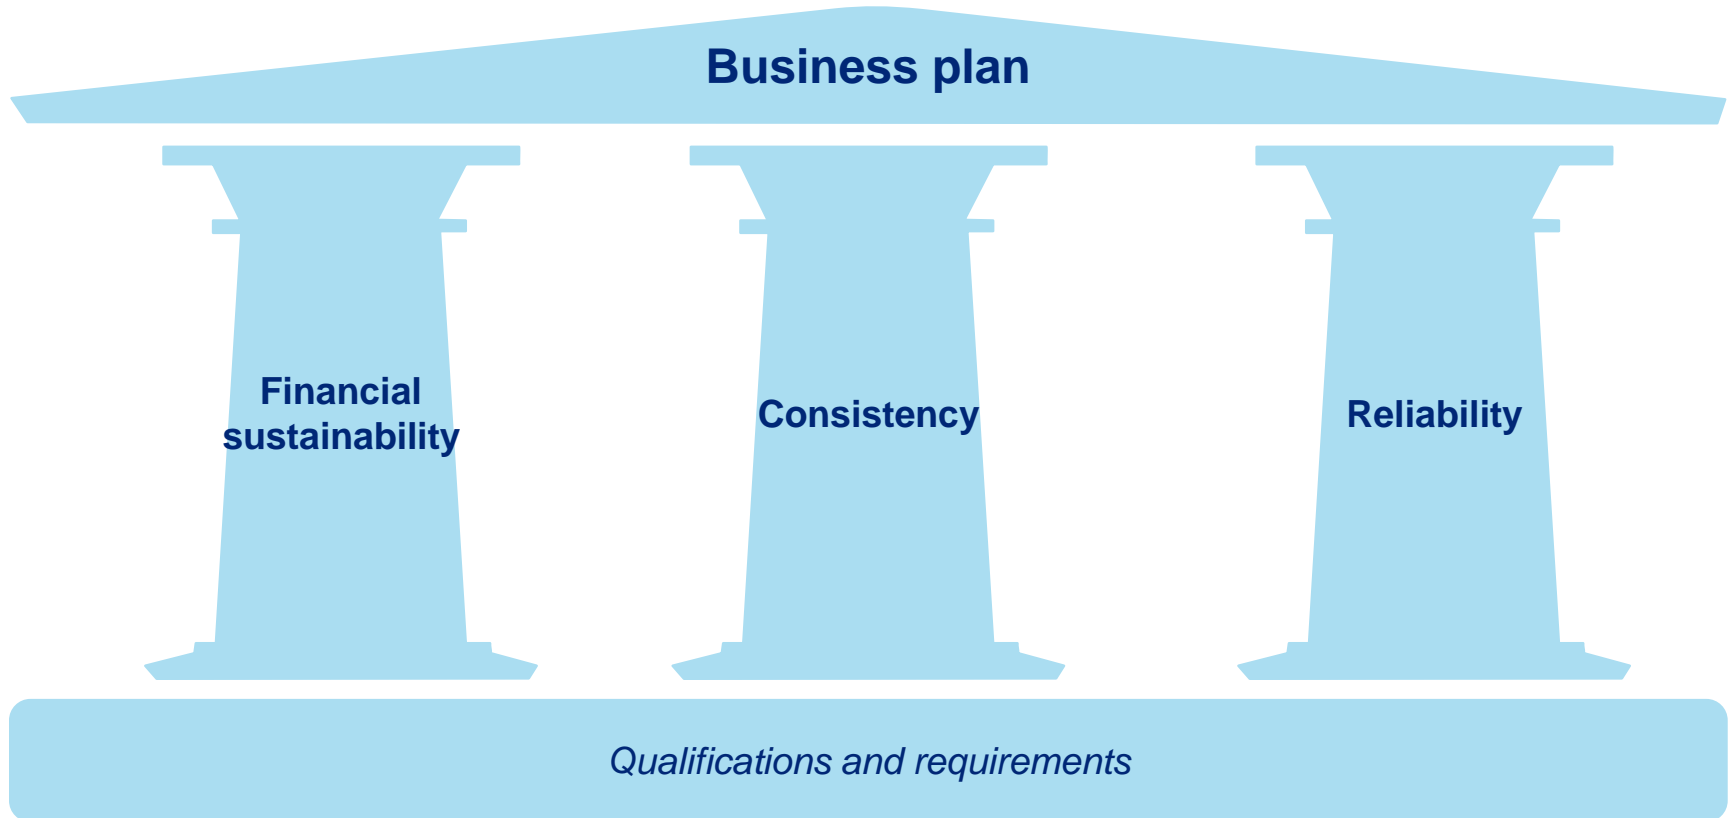 Business plan
Financial
sustainability
Consistency
Reliability
Qualifications and requirements